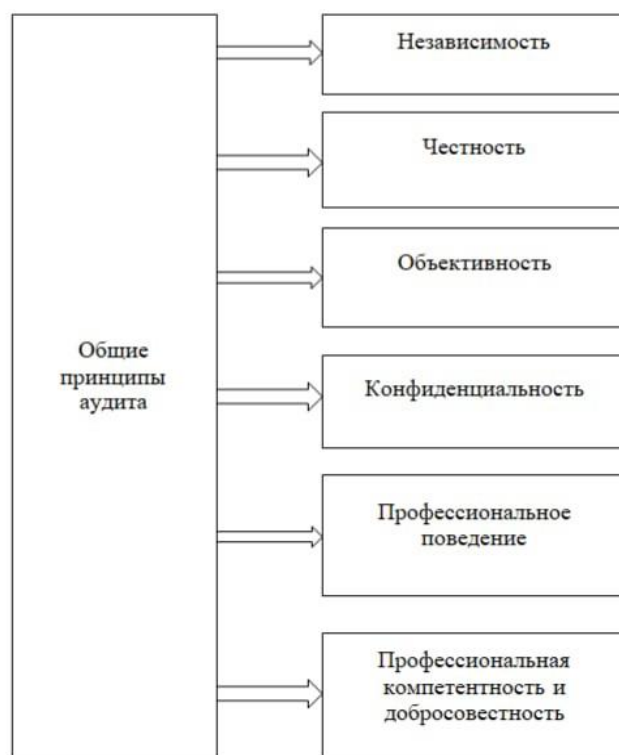 Общие
принципы
аудита
Независимость
Честность
Объективность
Конфиденциальность
Профессиональное
поведение
Профессиональная
компетентность и
добросовестность